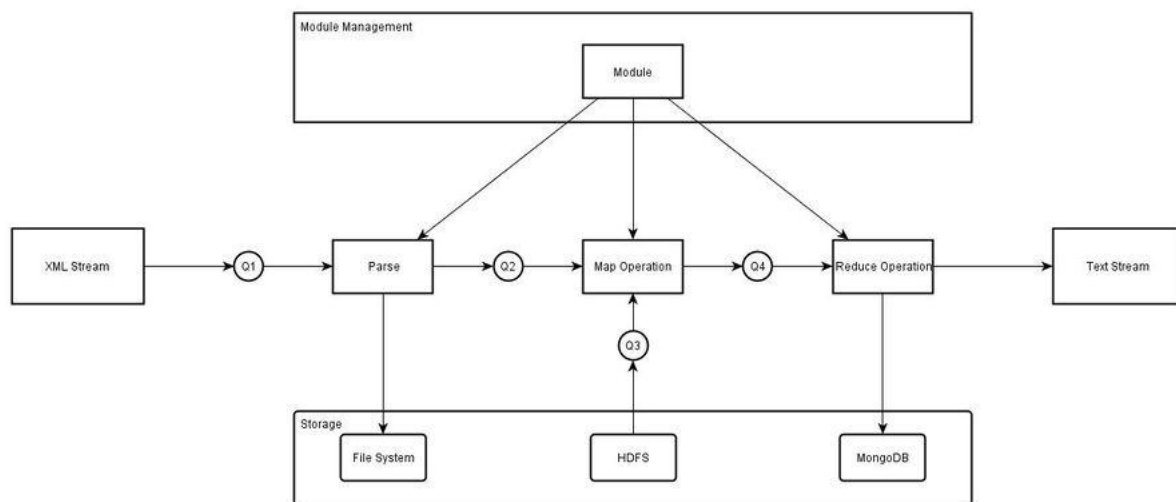 Module Management
Module
XML Stream
Q1
Parse
Q2
Map Operation
Q4
Reduce Operation
Text Stream
Q3
Storage
File System
HDFS
MongoDB